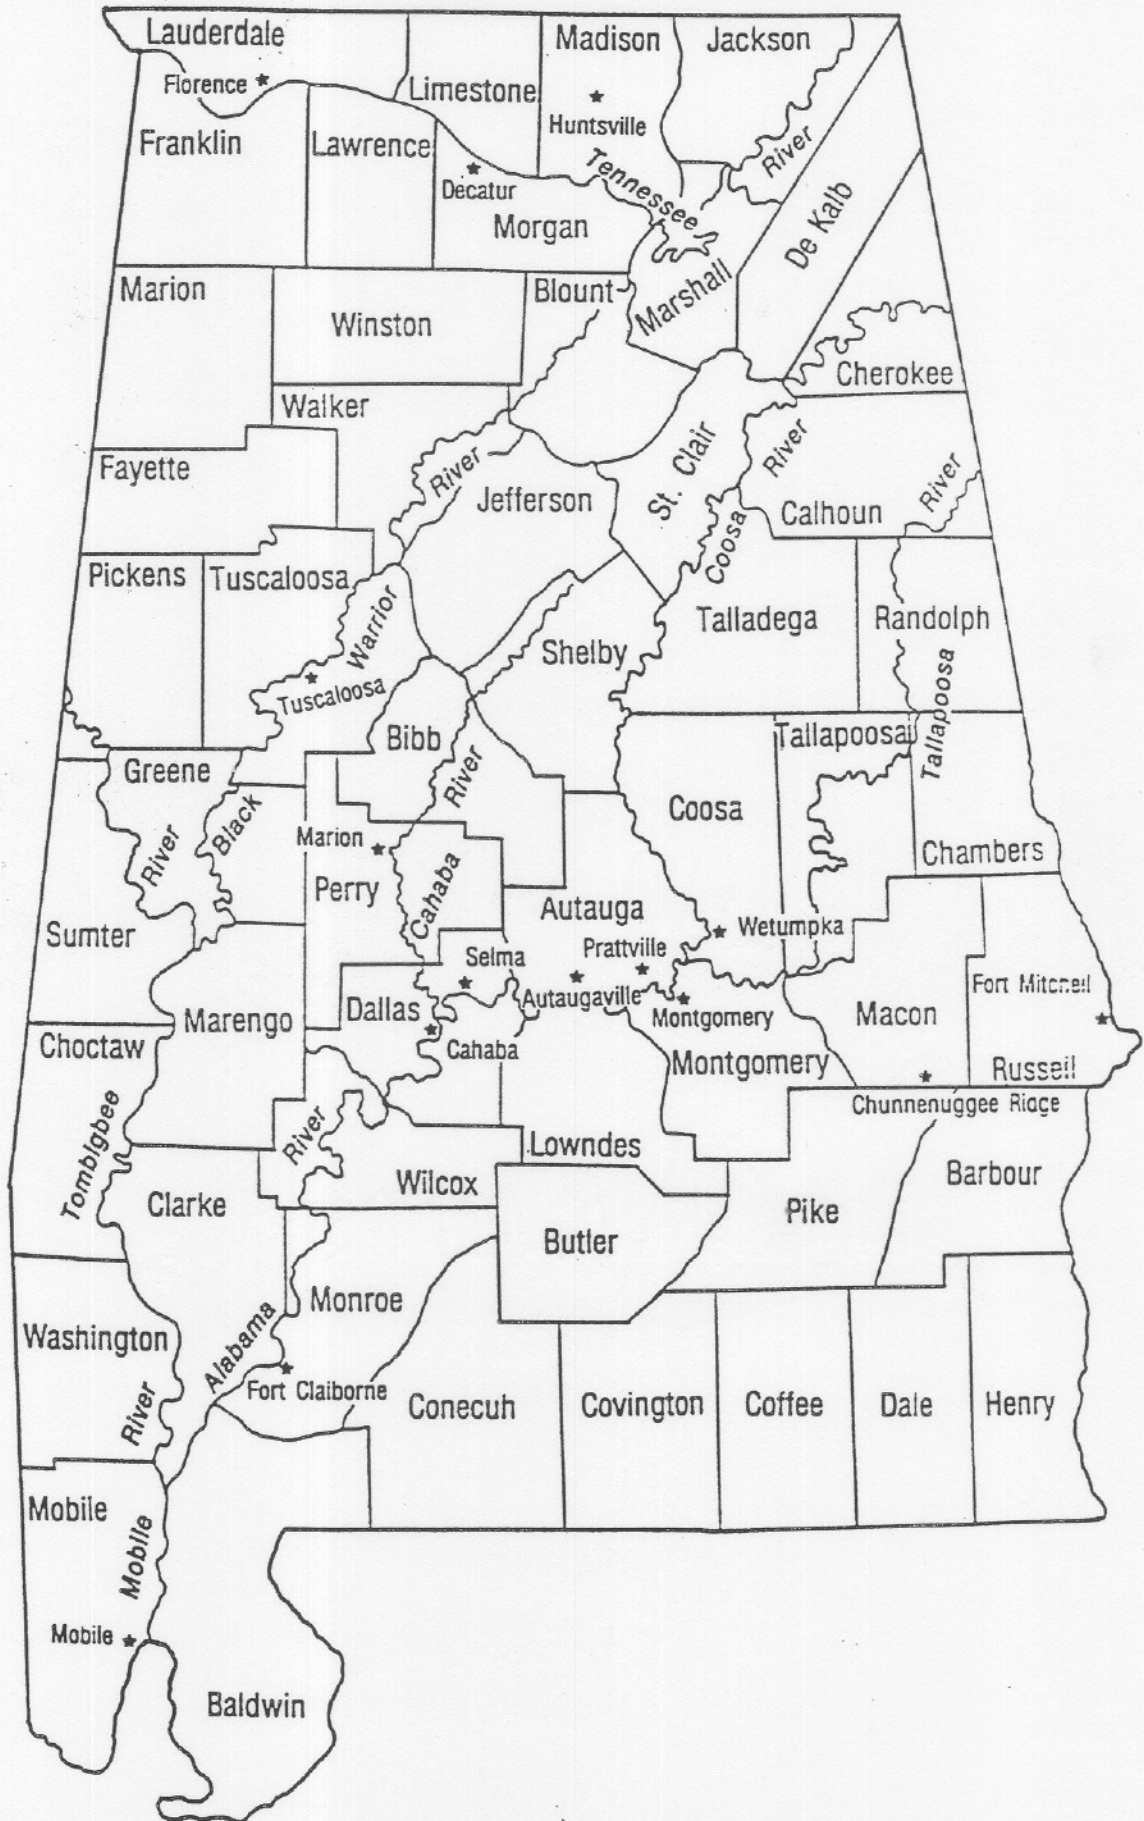 Lauderdale
Madison
Jackson
Florence
Limestone
Huntsville
Franklin
Lawrence
Decatur
Tennessee
River
Morgan
De Kalb
Marion
Blount
Marshall
Winston
Cherokee
Walker
Fayette
River
St. Clair
River
River
Jefferson
Calhoun
Coosa
Pickens
Tuscaloosa
Warrior
Talladega
Randolph
Shelby
Tuscaloosa
Tallapoosa
Bibb
Tallapoosa
Greene
River
Black
Coosa
River
Marion
Chambers
Perry
Cahaba
Autauga
Sumter
Wetumpka
Prattville
Selma
Fort Mitchell
Autaugaville
Dallas
Montgomery
Macon
Marengo
Choctaw
Cahaba
Montgomery
Russell
Chunnenuggee Ridge
Tombigbee
River
Lowndes
Barbour
Wilcox
Clarke
Pike
Butler
Monroe
Washington
Alabama
Fort Claiborne
River
Conecuh
Covington
Coffee
Dale
Henry
Mobile
Mobile
Mobile
Baldwin